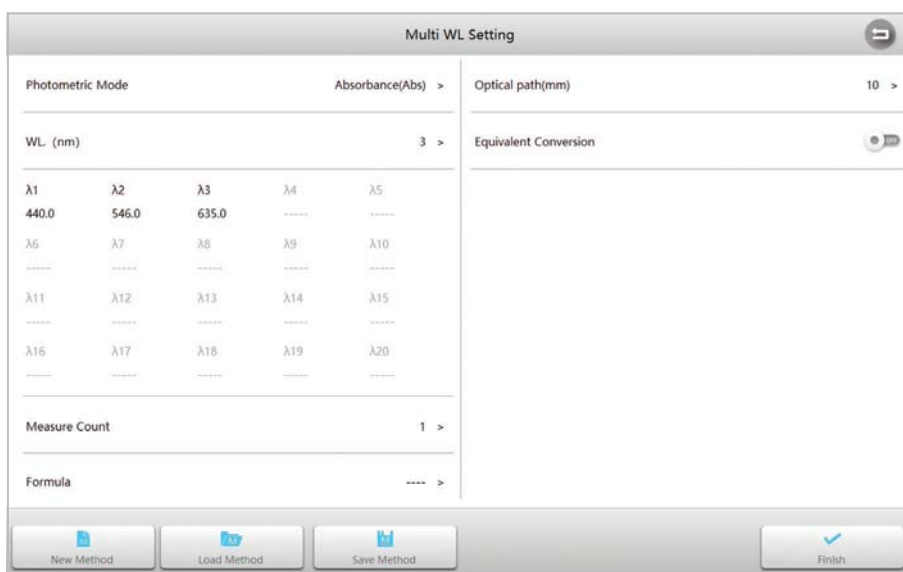 Multi WL Setting
Photometric Mode Absorbance(Abs) >
WL. (nm) 3 >
λ1 λ2 λ3 λ4 λ5
440.0 546.0 635.0 ----- -----
λ6 λ7 λ8 λ9 λ10
----- ----- ----- ----- -----
λ11 λ12 λ13 λ14 λ15
----- ----- ----- ----- -----
λ16 λ17 λ18 λ19 λ20
----- ----- ----- ----- -----
Measure Count 1 >
Formula ---- >
Optical path(mm) 10 >
Equivalent Conversion OFF
New Method
Load Method
Save Method
Finish